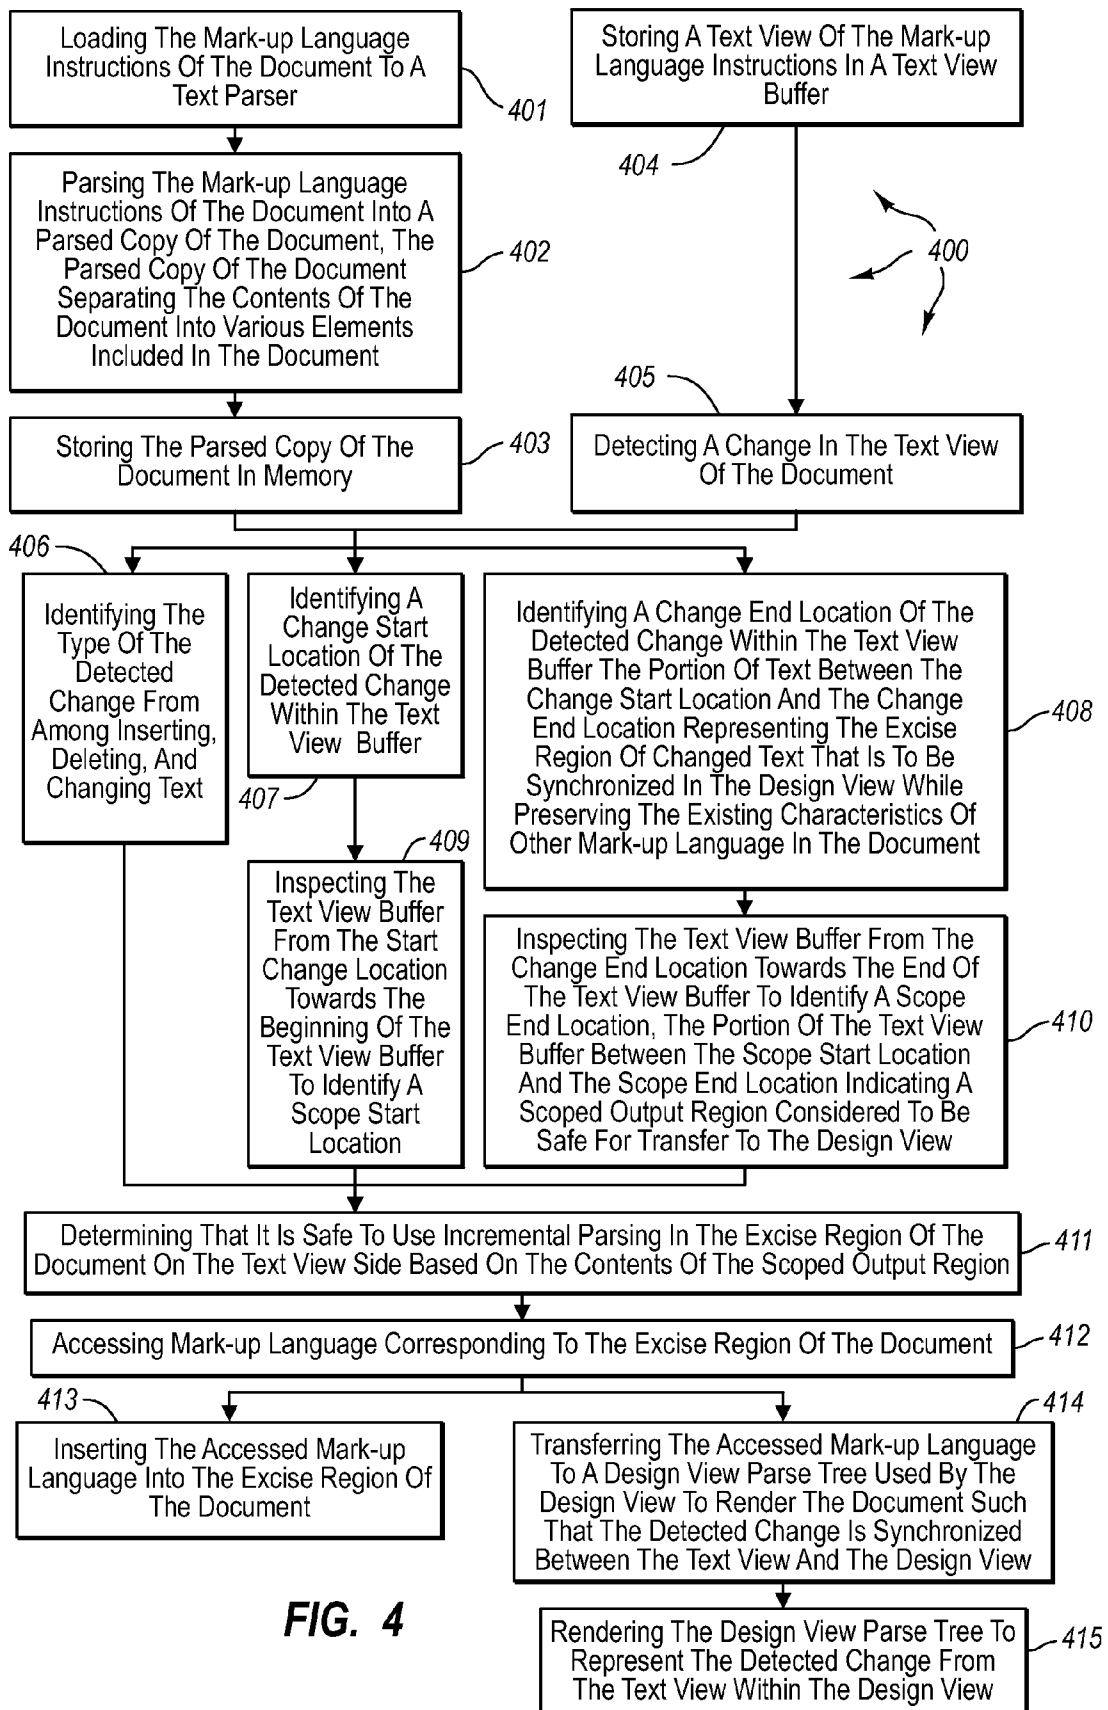 Loading The Mark-up Language
Instructions Of The Document To A
Text Parser
401
Storing A Text View Of The Mark-up
Language Instructions In A Text View
Buffer
404
Parsing The Mark-up Language
Instructions Of The Document Into A
Parsed Copy Of The Document, The
Parsed Copy Of The Document
Separating The Contents Of The
Document Into Various Elements
Included In The Document
402
400
405
Storing The Parsed Copy Of The
Document In Memory
403
Detecting A Change In The Text View
Of The Document
406
Identifying The
Type Of The
Detected
Change From
Among Inserting,
Deleting, And
Changing Text
Identifying A
Change Start
Location Of The
Detected Change
Within The Text
View Buffer
407
Identifying A Change End Location Of The
Detected Change Within The Text View
Buffer The Portion Of Text Between The
Change Start Location And The Change
End Location Representing The Excise
Region Of Changed Text That Is To Be
Synchronized In The Design View While
Preserving The Existing Characteristics Of
Other Mark-up Language In The Document
408
409
Inspecting The
Text View Buffer
From The Start
Change Location
Towards The
Beginning Of The
Text View Buffer
To Identify A
Scope Start
Location
Inspecting The Text View Buffer From The
Change End Location Towards The End Of
The Text View Buffer To Identify A Scope
End Location, The Portion Of The Text View
Buffer Between The Scope Start Location
And The Scope End Location Indicating A
Scoped Output Region Considered To Be
Safe For Transfer To The Design View
410
Determining That It Is Safe To Use Incremental Parsing In The Excise Region Of The
Document On The Text View Side Based On The Contents Of The Scoped Output Region
411
Accessing Mark-up Language Corresponding To The Excise Region Of The Document
412
413
Inserting The Accessed Mark-up
Language Into The Excise Region Of
The Document
414
Transferring The Accessed Mark-up Language
To A Design View Parse Tree Used By The
Design View To Render The Document Such
That The Detected Change Is Synchronized
Between The Text View And The Design View
FIG. 4
Rendering The Design View Parse Tree To
Represent The Detected Change From
The Text View Within The Design View
415